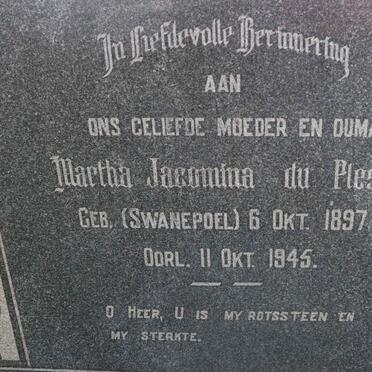 In Liefdevolle Herinnering
AAN
ONS GELIEFDE MOEDER EN OUMA
Martha Jacomina du Ples
GEB. (SWANEPOEL) 6 OKT. 1897
OORL. 11 OKT. 1945.
O HEER, U IS MY ROTSSTEEN EN
MY STERKTE.